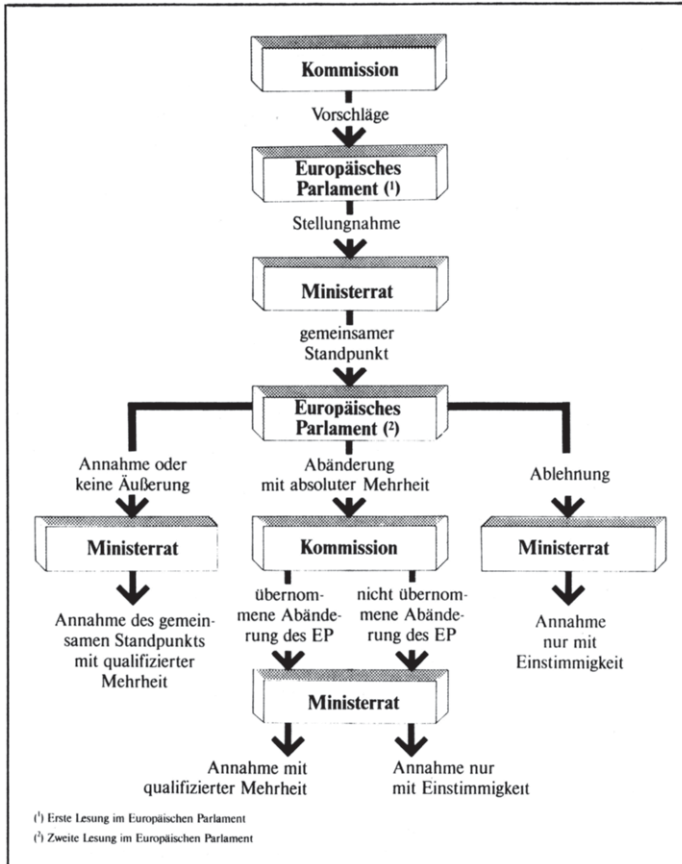 Kommission
Vorschläge
Europäisches
Parlament (¹)
Stellungnahme
Ministerrat
gemeinsamer
Standpunkt
Europäisches
Parlament (²)
Annahme oder
keine Äußerung
Abänderung
mit absoluter Mehrheit
Ablehnung
Ministerrat
Kommission
Ministerrat
Annahme des gemein-
samen Standpunkts
mit qualifizierter
Mehrheit
übernom-
mene Abände-
rung des EP
nicht übernom-
mene Abände-
rung des EP
Annahme
nur mit
Einstimmigkeit
Ministerrat
Annahme mit
qualifizierter Mehrheit
Annahme nur
mit Einstimmigkeit
(¹) Erste Lesung im Europäischen Parlament
(²) Zweite Lesung im Europäischen Parlament